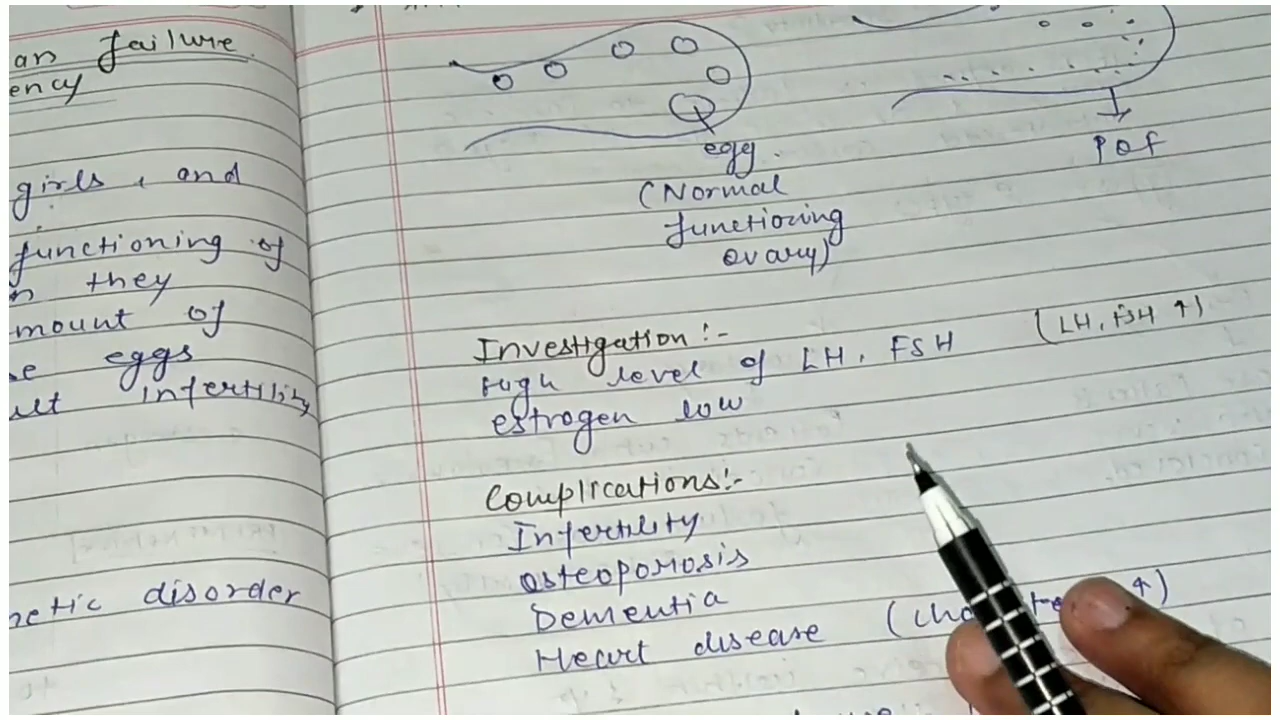 an failure.
ency
girls, and
functioning of
they
mount of
eggs
infertility
netic disorder
egg.
(Normal
functioning
ovary)
POF
Investigation :-
High level of LH, FSH (LH, FSH ↑)
estrogen low
Complications:-
Infertility
Osteoporosis
Dementia
Heart disease ( ↑)